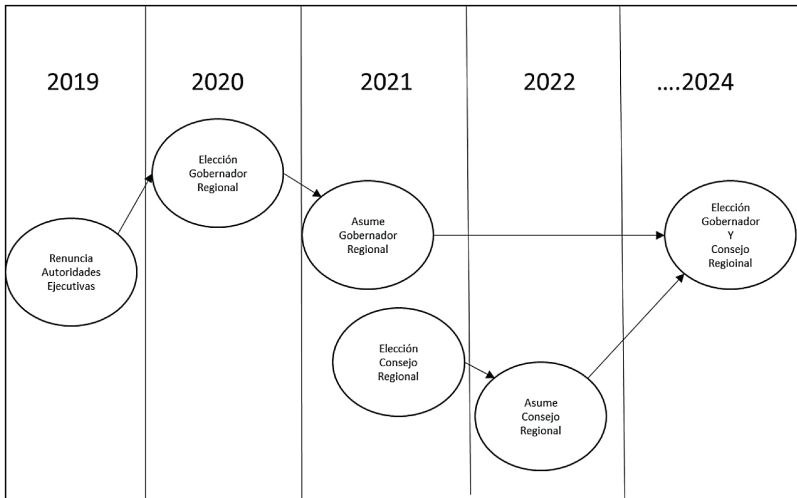 2019
2020
2021
2022
....2024
Elección
Gobernador
Regional
Renuncia
Autoridades
Ejecutivas
Asume
Gobernador
Regional
Elección
Gobernador
Y
Consejo
Regioinal
Elección
Consejo
Regional
Asume
Consejo
Regional